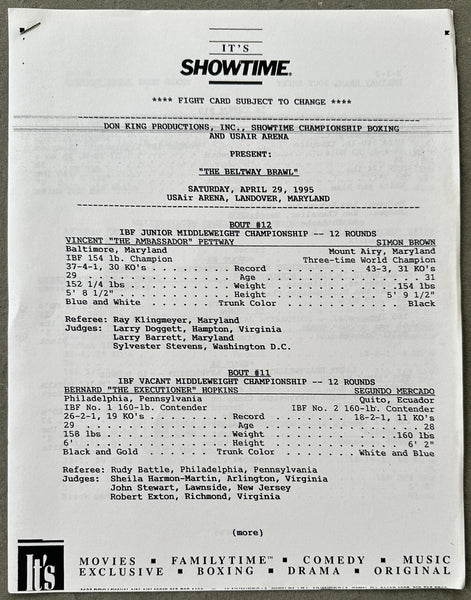 IT'S
SHOWTIME®
**** FIGHT CARD SUBJECT TO CHANGE ****
DON KING PRODUCTIONS, INC., SHOWTIME CHAMPIONSHIP BOXING
AND USAIR ARENA
PRESENT:
"THE BELTWAY BRAWL"
SATURDAY, APRIL 29, 1995
USAir ARENA, LANDOVER, MARYLAND
BOUT #12
IBF JUNIOR MIDDLEWEIGHT CHAMPIONSHIP -- 12 ROUNDS
VINCENT "THE AMBASSADOR" PETTWAY SIMON BROWN
Baltimore, Maryland Mount Airy, Maryland
IBF 154 lb. Champion Three-time World Champion
37-4-1, 30 KO's . . . . . . . . Record . . . . . . . . 43-3, 31 KO's
29 . . . . . . . . . . . . . . . Age . . . . . . . . . . . . . . . 31
152 1/4 lbs . . . . . . . . . . Weight . . . . . . . . . . . .154 lbs
5' 8 1/2" . . . . . . . . . . . Height . . . . . . . . . . . 5' 9 1/2"
Blue and White . . . . . . . Trunk Color . . . . . . . . . . . Black
Referee: Ray Klingmeyer, Maryland
Judges: Larry Doggett, Hampton, Virginia
Larry Barrett, Maryland
Sylvester Stevens, Washington D.C.
BOUT #11
IBF VACANT MIDDLEWEIGHT CHAMPIONSHIP -- 12 ROUNDS
BERNARD "THE EXECUTIONER" HOPKINS SEGUNDO MERCADO
Philadelphia, Pennsylvania Quito, Ecuador
IBF No. 1 160-lb. Contender IBF No. 2 160-lb. Contender
26-2-1, 19 KO's . . . . . . . . Record . . . . . . . 18-2-1, 11 KO's
29 . . . . . . . . . . . . . . . Age . . . . . . . . . . . . . . . 28
158 lbs . . . . . . . . . . . . Weight . . . . . . . . . . . .160 lbs
6' . . . . . . . . . . . . . . . Height . . . . . . . . . . . . . 6' 2"
Black and Gold . . . . . . . Trunk Color . . . . . . . White and Blue
Referee: Rudy Battle, Philadelphia, Pennsylvania
Judges: Sheila Harmon-Martin, Arlington, Virginia
John Stewart, Lawnside, New Jersey
Robert Exton, Richmond, Virginia
(more)
It's
MOVIES ■ FAMILYTIME™ ■ COMEDY ■ MUSIC
EXCLUSIVE ■ BOXING ■ DRAMA ■ ORIGINAL